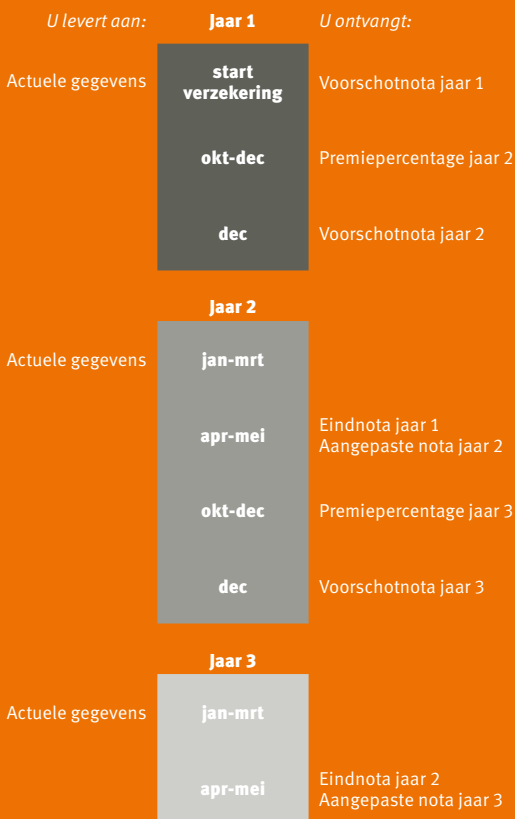 U levert aan: Jaar 1 U ontvangt:
Actuele gegevens start verzekering Voorschotnota jaar 1
okt-dec Premiepercentage jaar 2
dec Voorschotnota jaar 2
Jaar 2
Actuele gegevens jan-mrt
apr-mei Eindnota jaar 1
Aangepaste nota jaar 2
okt-dec Premiepercentage jaar 3
dec Voorschotnota jaar 3
Jaar 3
Actuele gegevens jan-mrt
apr-mei Eindnota jaar 2
Aangepaste nota jaar 3